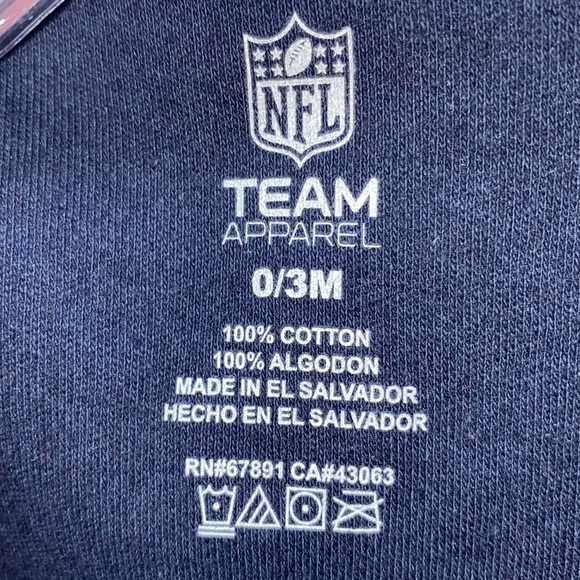 NFL
TEAM
APPAREL
0/3M
100% COTTON
100% ALGODON
MADE IN EL SALVADOR
HECHO EN EL SALVADOR
RN#67891 CA#43063